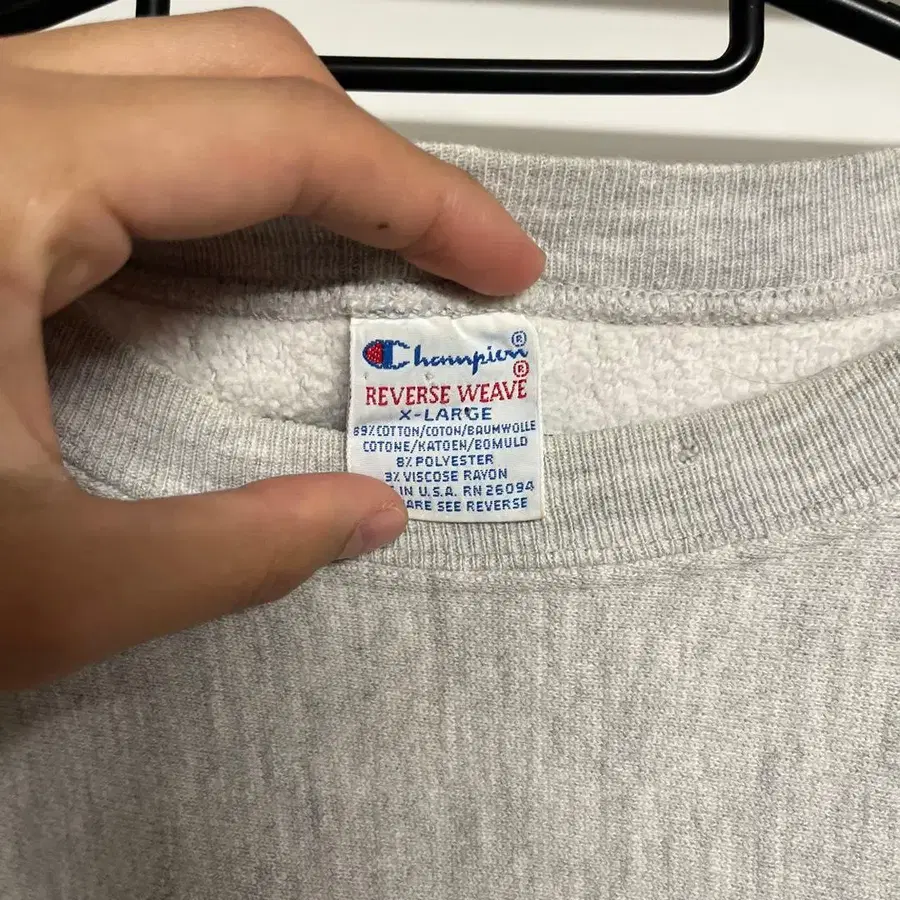 Champion®
REVERSE WEAVE®
X-LARGE
89% COTTON/COTON/BAUMWOLLE
COTONE/KATOEN/BOMULD
8% POLYESTER
3% VISCOSE RAYON
IN U.S.A. RN 26094
ARE SEE REVERSE